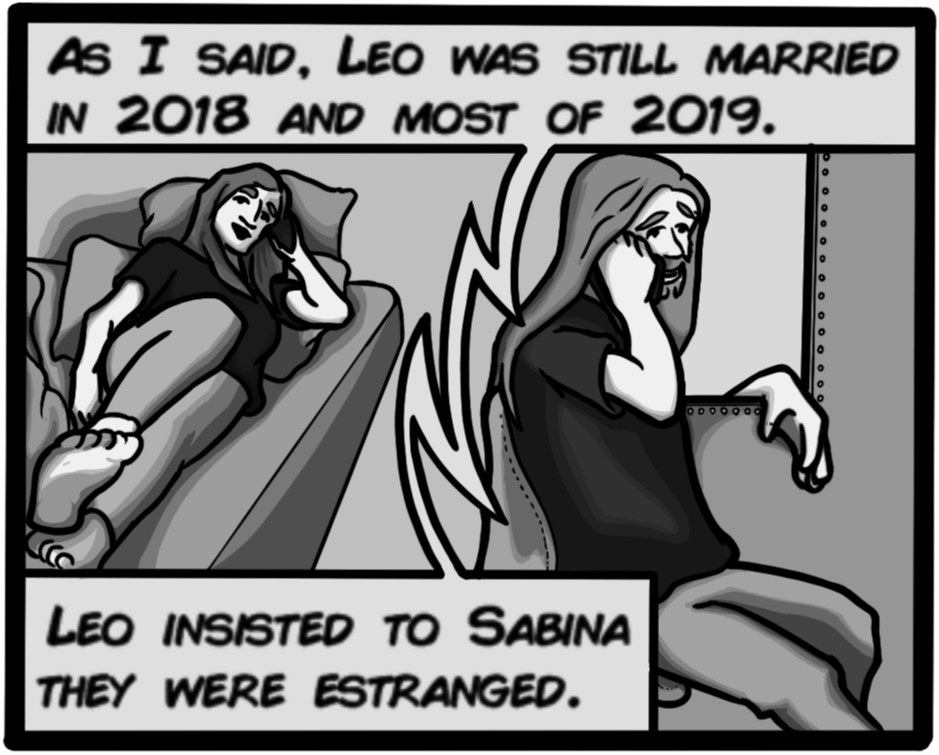 As I said, Leo was still married
in 2018 and most of 2019.
Leo insisted to Sabina
they were estranged.